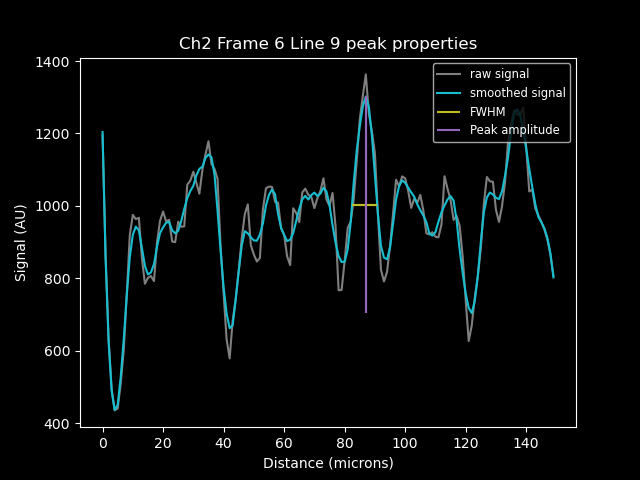 Ch2 Frame 6 Line 9 peak properties
raw signal
smoothed signal
FWHM
Peak amplitude
1400
1200
1000
800
600
400
Signal (AU)
0 20 40 60 80 100 120 140
Distance (microns)